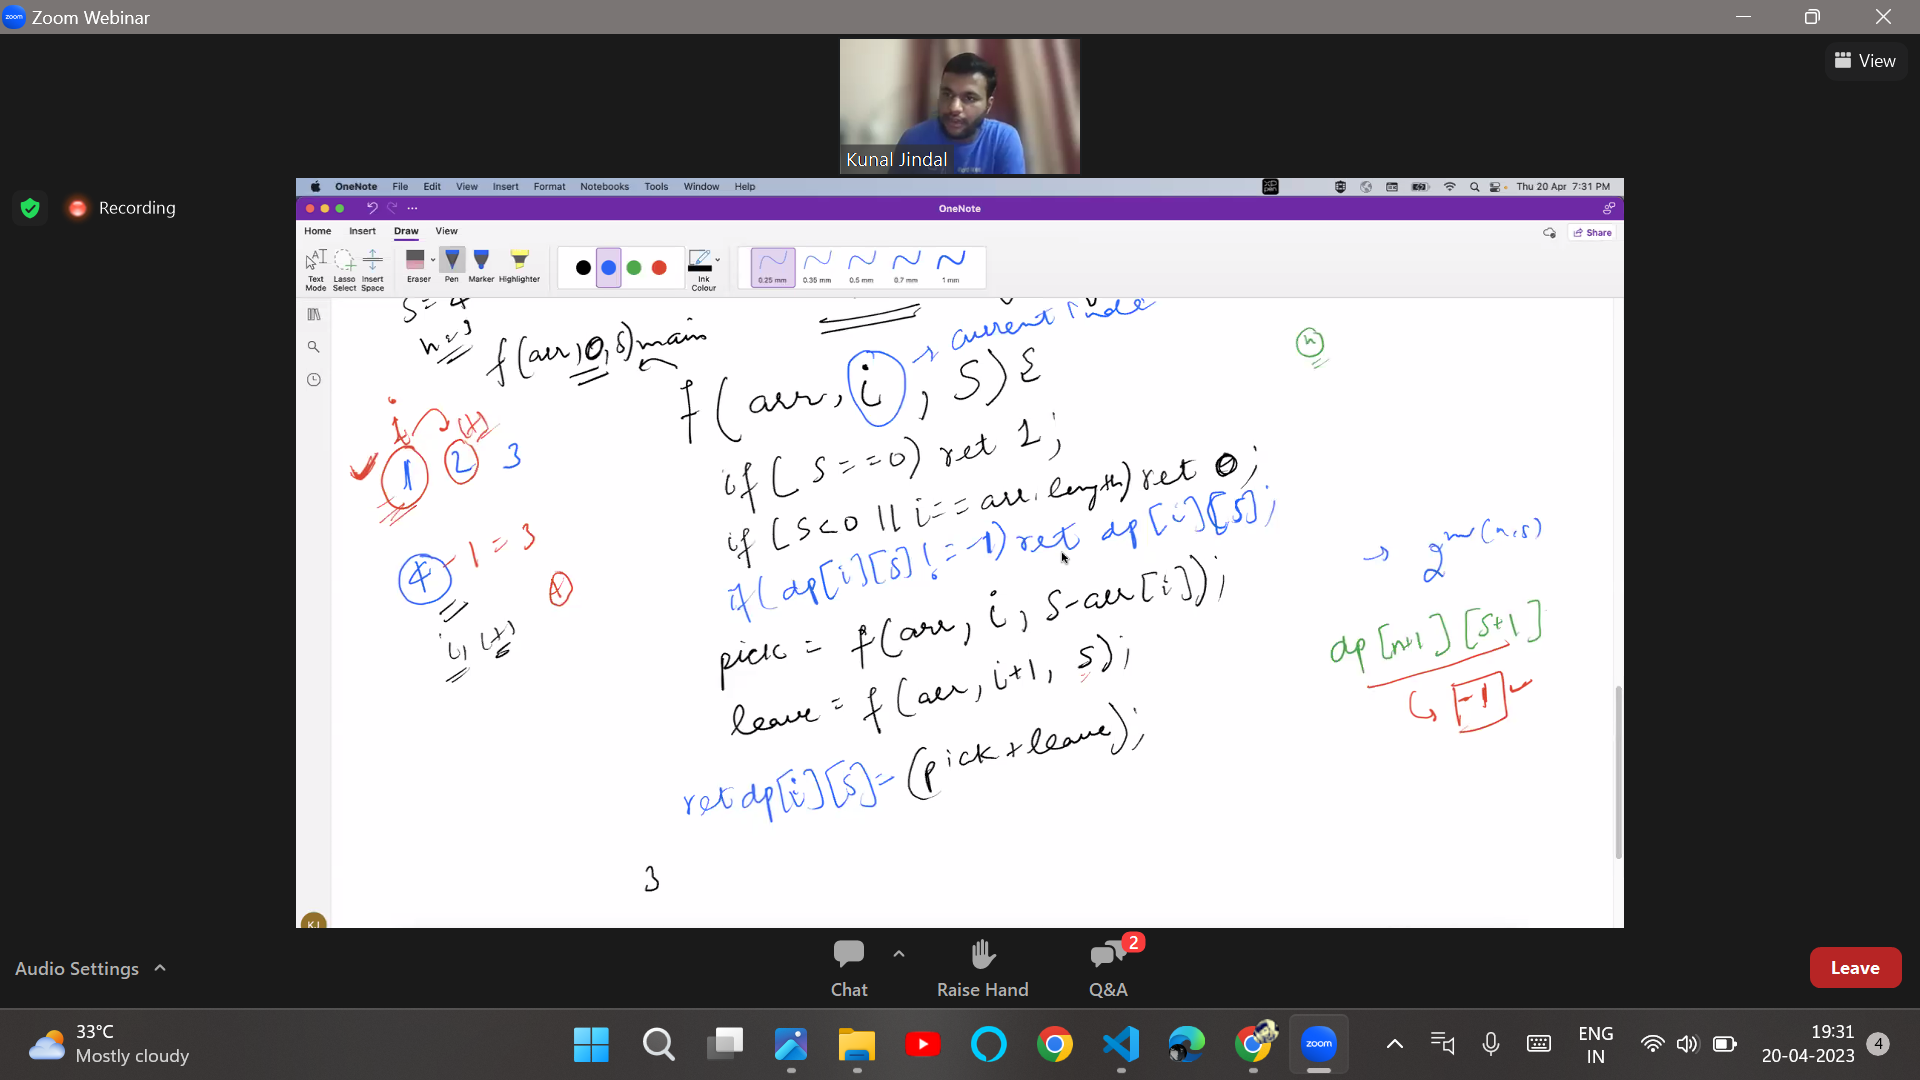 Zoom Webinar
View
Kunal Jindal
Recording
OneNote File Edit View Insert Format Notebooks Tools Window Help
Thu 20 Apr 7:31 PM
OneNote
Home Insert Draw View
Share
Text Mode
Lasso Select
Insert Space
Eraser
Pen
Marker
Highlighter
Ink Colour
0.25 mm
0.35 mm
0.5 mm
0.7 mm
1 mm
S = 4
n = 3
f(arr, 0, S) main
current inde
n
f(arr, i, S){
if(S==0) ret 1;
if(S<0 || i==arr.length) ret 0;
if(dp[i][S] != -1) ret dp[i][S];
pick = f(arr, i, S-arr[i]);
leave = f(arr, i+1, S);
ret dp[i][S] = (pick+leave);
3
i
1 2 3
4 - 1 = 3
dp[n+1][S+1]
-1
KJ
Audio Settings
Chat
Raise Hand
Q&A
2
Leave
33°C
Mostly cloudy
zoom
ENG
IN
19:31
20-04-2023
4